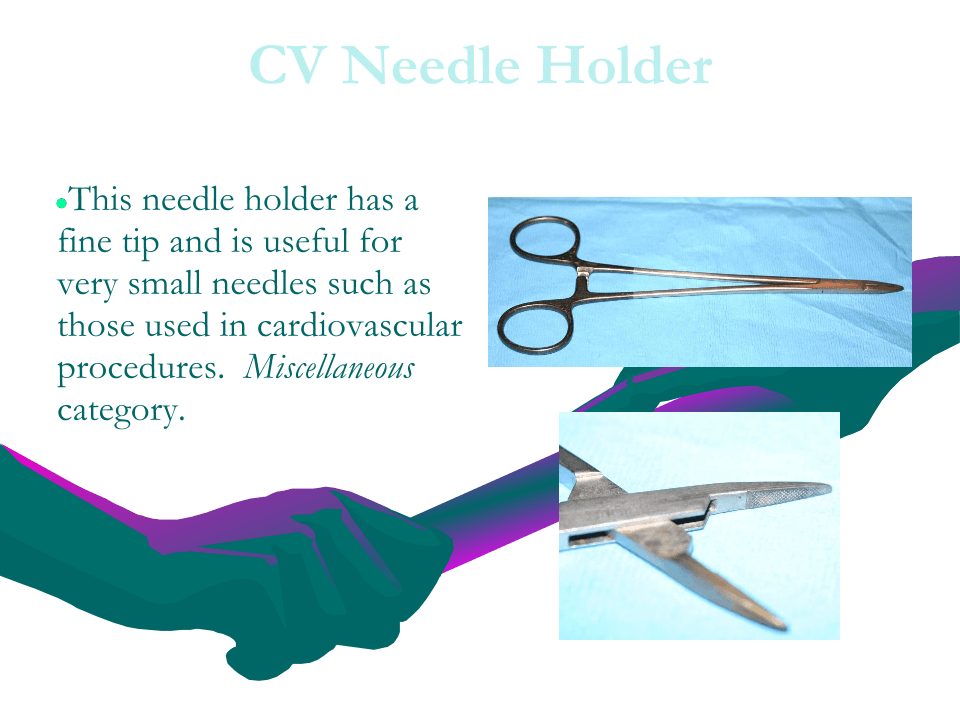 CV Needle Holder
•This needle holder has a
fine tip and is useful for
very small needles such as
those used in cardiovascular
procedures.  Miscellaneous
category.